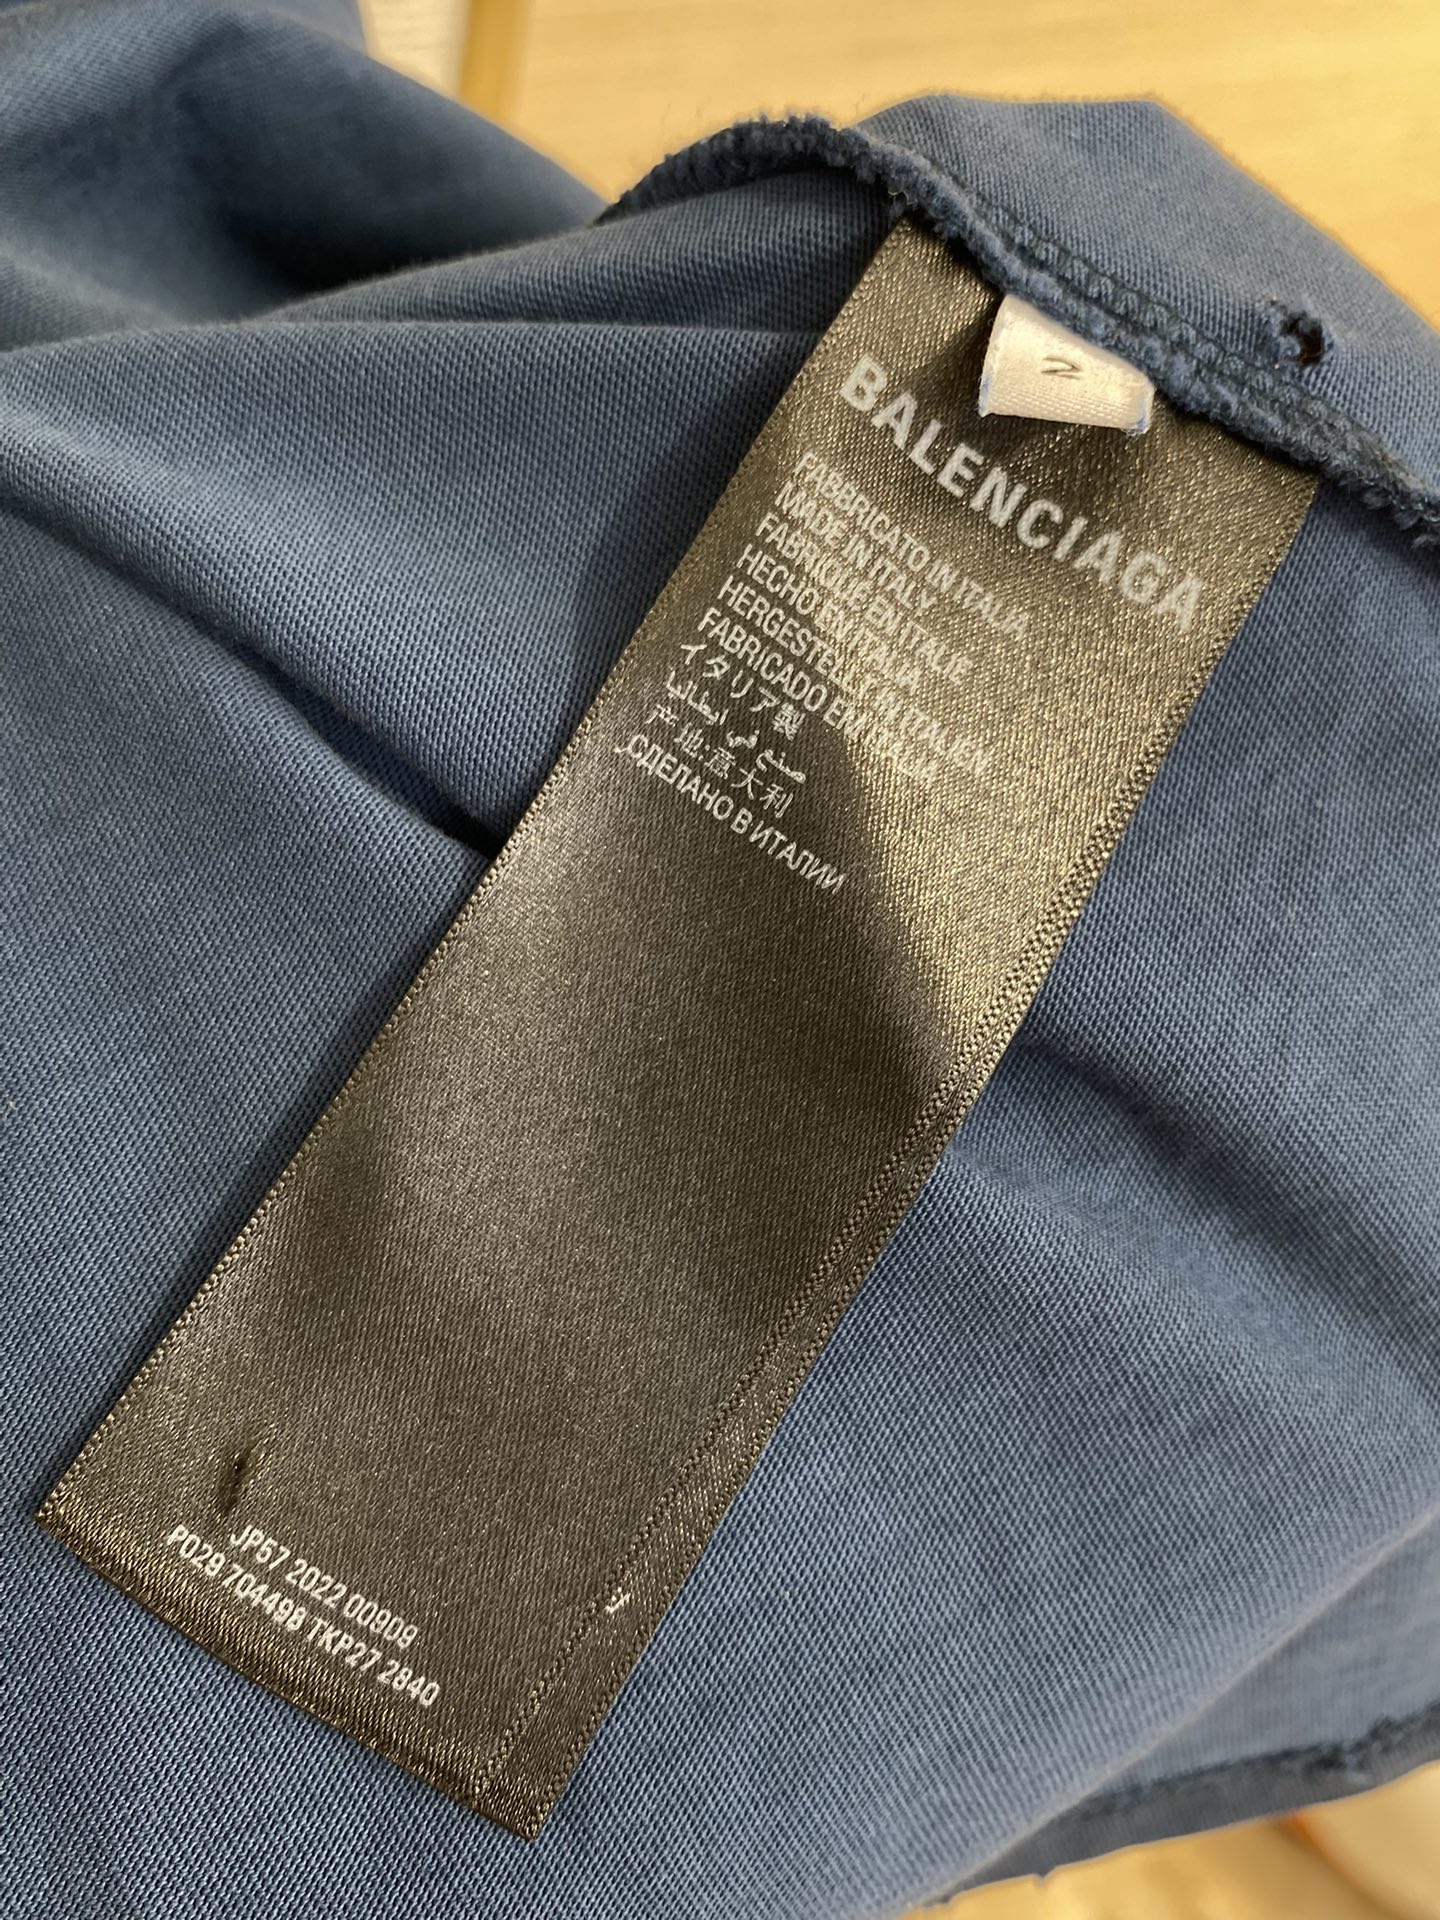 2
BALENCIAGA
FABBRICATO IN ITALIA
MADE IN ITALY
FABRIQUE EN ITALIE
HECHO EN ITALIA
HERGESTELLT IN ITALIEN
FABRICADO EM ITALIA
イタリア製
صنع في إيطاليا
产地:意大利
СДЕЛАНО В ИТАЛИИ
JP57 2022 00909
P029 704498 TKP27 2840